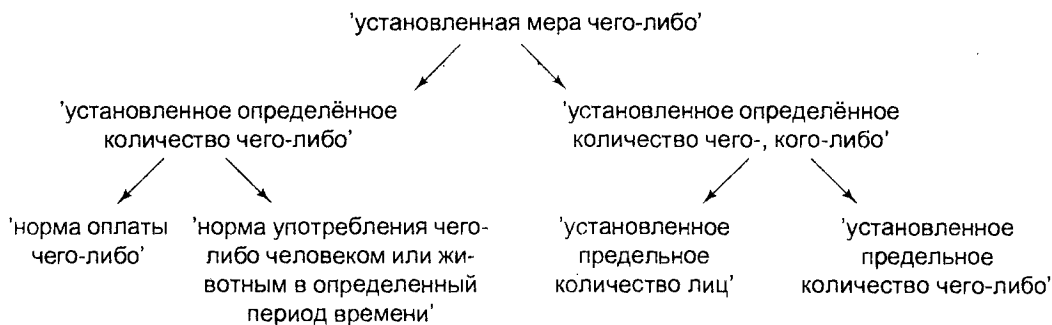 'установленная мера чего-либо'
'установленное определённое
количество чего-либо'
'установленное определённое
количество чего-, кого-либо'
'норма оплаты
чего-либо'
'норма употребления чего-
либо человеком или жи-
вотным в определенный
период времени'
'установленное
предельное
количество лиц'
'установленное
предельное
количество чего-либо'